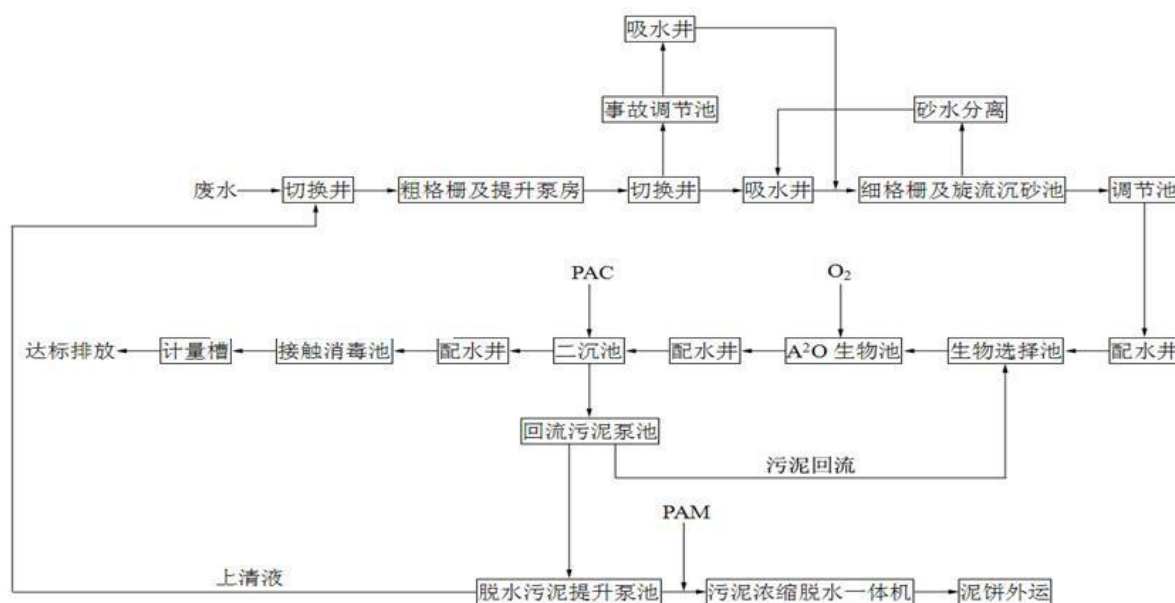 吸水井
事故调节池
砂水分离
废水
切换井
粗格栅及提升泵房
切换井
吸水井
细格栅及旋流沉砂池
调节池
PAC
O₂
达标排放
计量槽
接触消毒池
配水井
二沉池
配水井
A²O 生物池
生物选择池
配水井
回流污泥泵池
污泥回流
PAM
上清液
脱水污泥提升泵池
污泥浓缩脱水一体机
泥饼外运